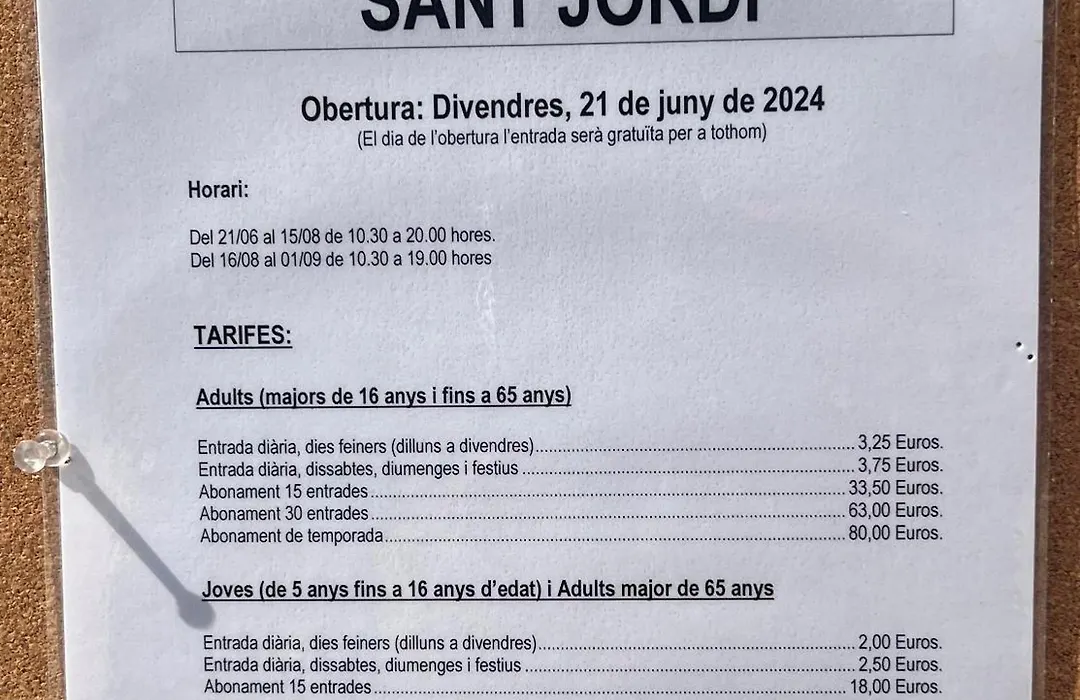 SANT JORDI
Obertura: Divendres, 21 de juny de 2024
(El dia de l'obertura l'entrada serà gratuïta per a tothom)
Horari:
Del 21/06 al 15/08 de 10.30 a 20.00 hores.
Del 16/08 al 01/09 de 10.30 a 19.00 hores
TARIFES:
Adults (majors de 16 anys i fins a 65 anys)
Entrada diària, dies feiners (dilluns a divendres)..........3,25 Euros.
Entrada diària, dissabtes, diumenges i festius..........3,75 Euros.
Abonament 15 entrades..........33,50 Euros.
Abonament 30 entrades..........63,00 Euros.
Abonament de temporada..........80,00 Euros.
Joves (de 5 anys fins a 16 anys d'edat) i Adults major de 65 anys
Entrada diària, dies feiners (dilluns a divendres)..........2,00 Euros.
Entrada diària, dissabtes, diumenges i festius..........2,50 Euros.
Abonament 15 entrades..........18,00 Euros.